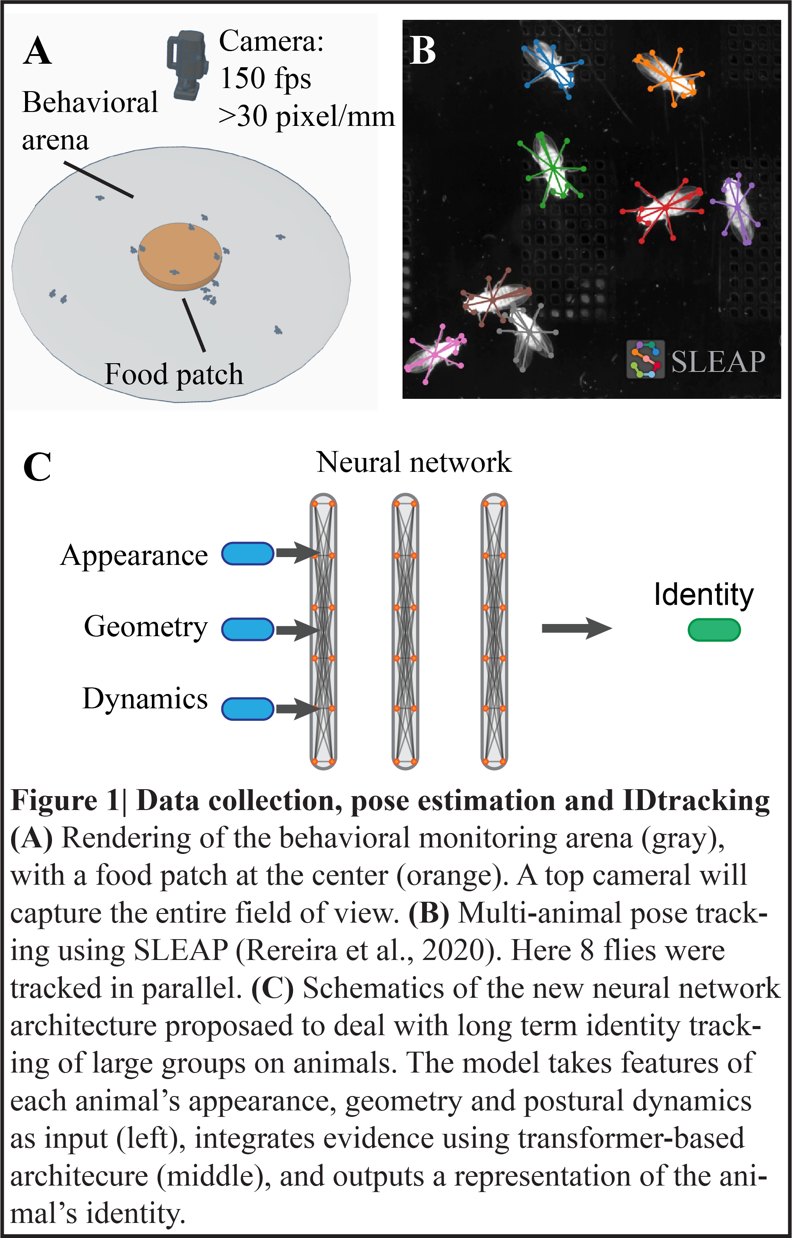 A
Camera:
150 fps
>30 pixel/mm
Behavioral
arena
Food patch
B
SLEAP
C
Neural network
Appearance
Geometry
Dynamics
Identity
Figure 1| Data collection, pose estimation and IDtracking
(A) Rendering of the behavioral monitoring arena (gray),
with a food patch at the center (orange). A top cameral will
capture the entire field of view. (B) Multi-animal pose track-
ing using SLEAP (Rereira et al., 2020). Here 8 flies were
tracked in parallel. (C) Schematics of the new neural network
architecture proposaed to deal with long term identity track-
ing of large groups on animals. The model takes features of
each animal’s appearance, geometry and postural dynamics
as input (left), integrates evidence using transformer-based
architecure (middle), and outputs a representation of the ani-
mal’s identity.